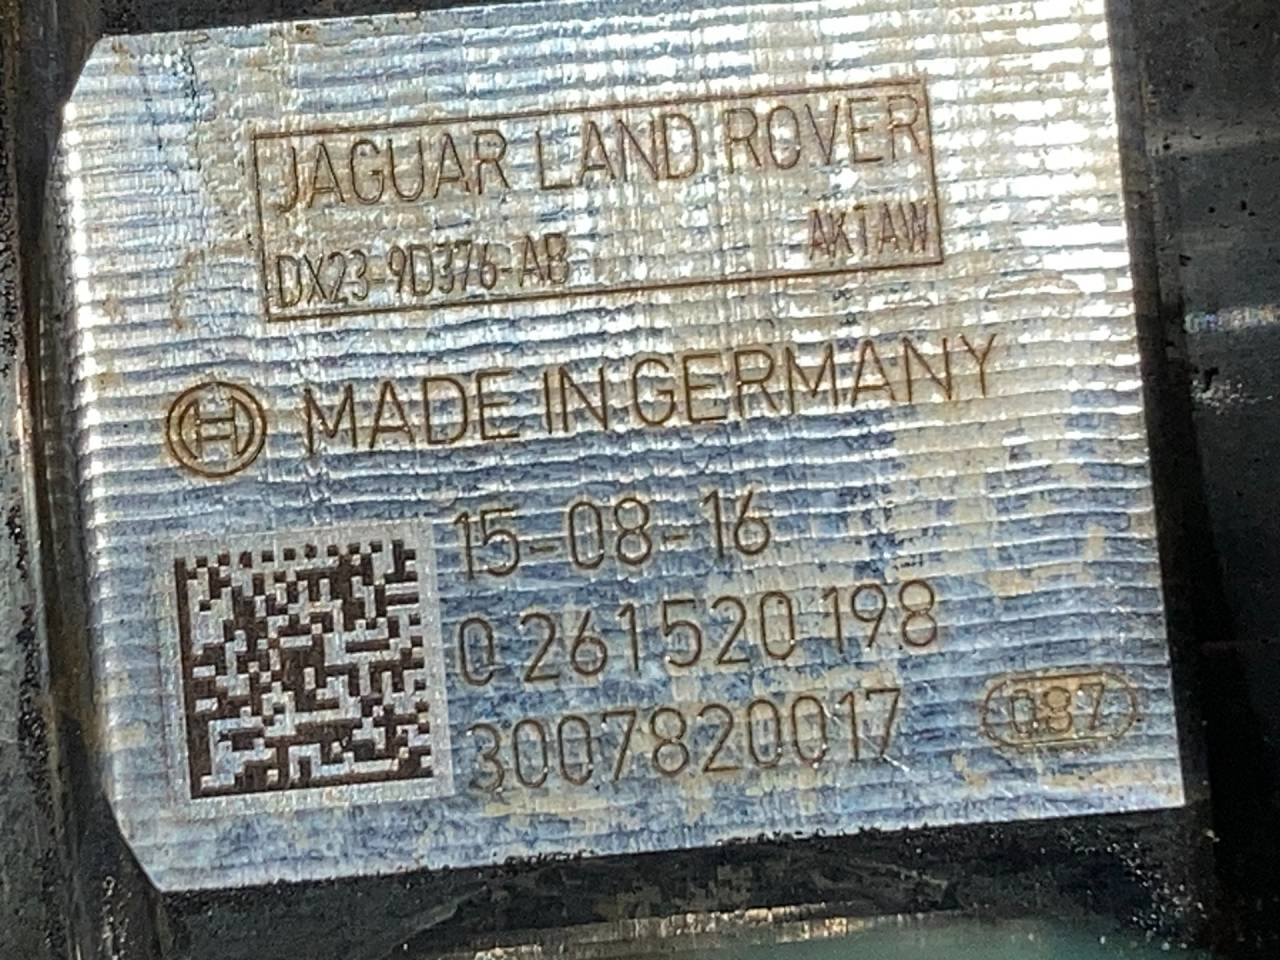 JAGUAR LAND ROVER
DX23-9D376-AB AKTAW
MADE IN GERMANY
15-08-16
0 261 520 198
3007820017
087